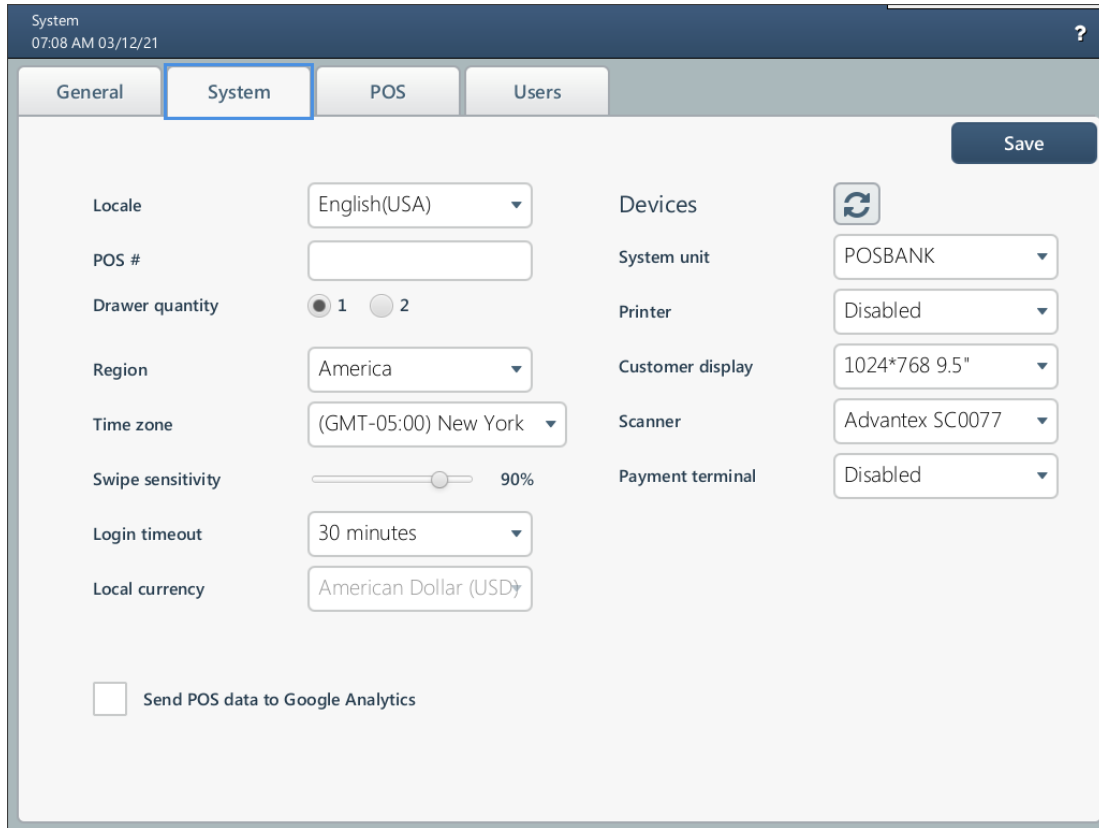 System
07:08 AM 03/12/21
?
General
System
POS
Users
Save
Locale
English(USA)
POS #
Drawer quantity
1
2
Region
America
Time zone
(GMT-05:00) New York
Swipe sensitivity
90%
Login timeout
30 minutes
Local currency
American Dollar (USD)
Devices
System unit
POSBANK
Printer
Disabled
Customer display
1024*768 9.5"
Scanner
Advantex SC0077
Payment terminal
Disabled
Send POS data to Google Analytics